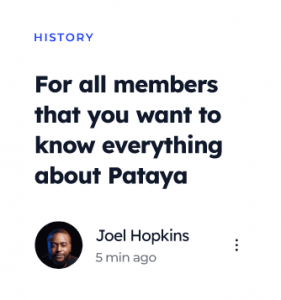 HISTORY
For all members
that you want to
know everything
about Pataya
Joel Hopkins
5 min ago